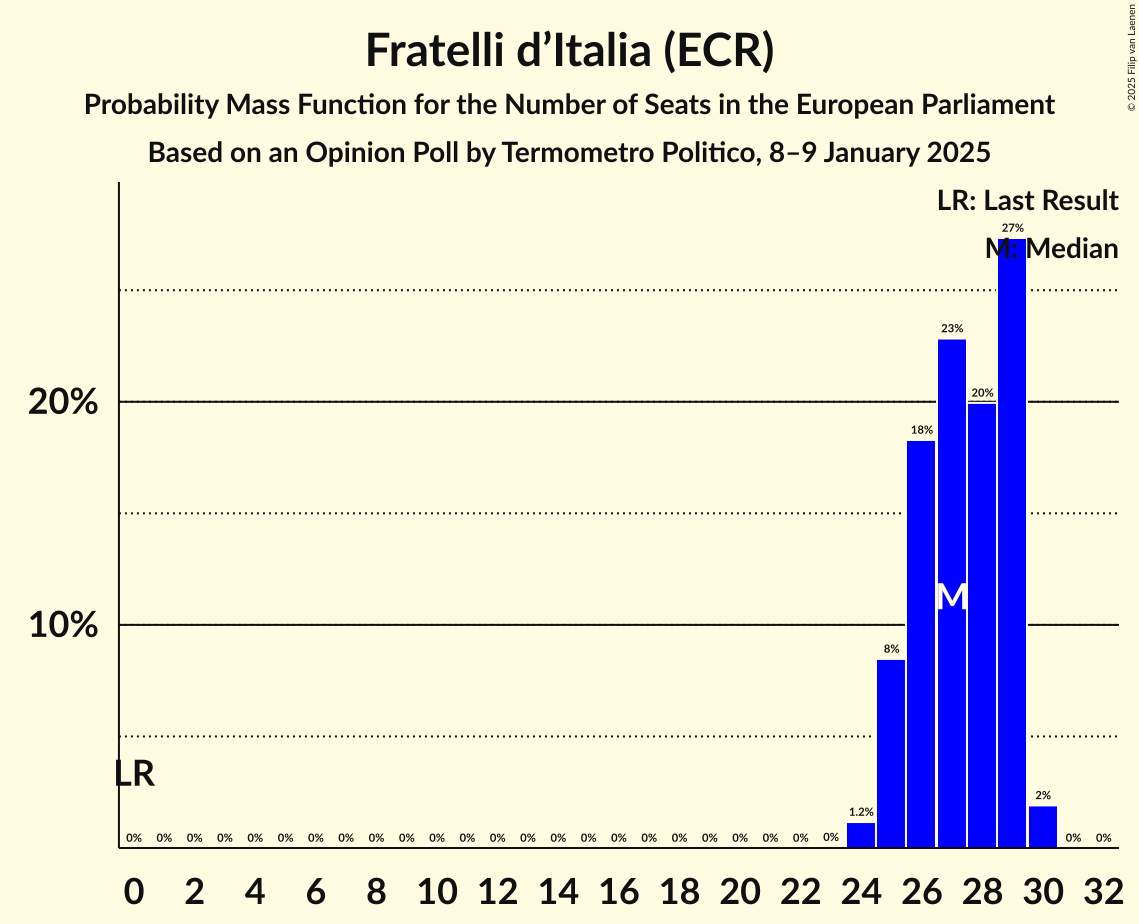 Fratelli d’Italia (ECR)
Probability Mass Function for the Number of Seats in the European Parliament
Based on an Opinion Poll by Termometro Politico, 8–9 January 2025
© 2025 Filip van Laenen
LR: Last Result
M: Median
27%
23%
20%
20%
18%
M
10%
8%
LR
2%
1.2%
0% 0% 0% 0% 0% 0% 0% 0% 0% 0% 0% 0% 0% 0% 0% 0% 0% 0% 0% 0% 0% 0% 0% 0% 0% 0%
0 2 4 6 8 10 12 14 16 18 20 22 24 26 28 30 32